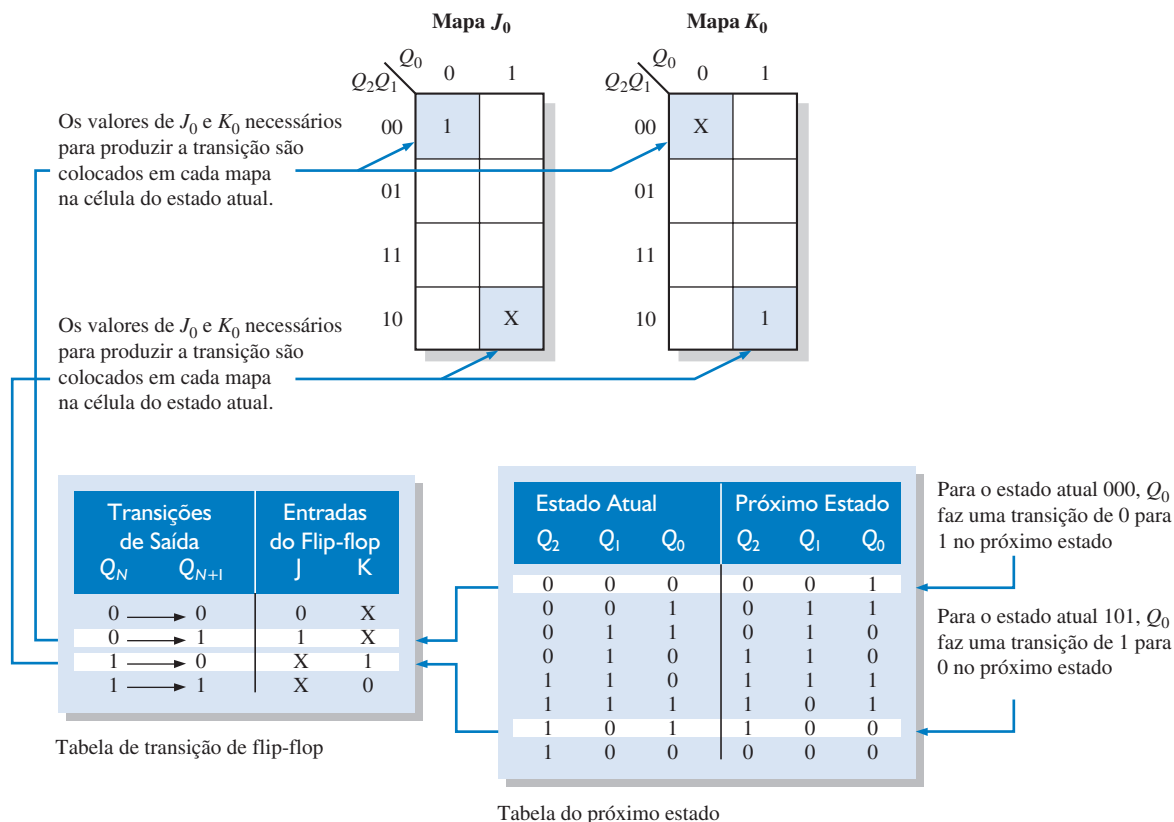 Mapa J0 Mapa K0
Q0 Q0
Q2Q1 0 1 Q2Q1 0 1
Os valores de J0 e K0 necessários
para produzir a transição são
colocados em cada mapa
na célula do estado atual.
00 1 00 X
01 01
11 11
10 X 10 1
Os valores de J0 e K0 necessários
para produzir a transição são
colocados em cada mapa
na célula do estado atual.
Transições Entradas
de Saída do Flip-flop
QN QN+1 J K
0 0 0 X
0 1 1 X
1 0 X 1
1 1 X 0
Tabela de transição de flip-flop
Estado Atual Próximo Estado
Q2 Q1 Q0 Q2 Q1 Q0
0 0 0 0 0 1
0 0 1 0 1 1
0 1 1 0 1 0
0 1 0 1 1 0
1 1 0 1 1 1
1 1 1 1 0 1
1 0 1 1 0 0
1 0 0 0 0 0
Tabela do próximo estado
Para o estado atual 000, Q0
faz uma transição de 0 para
1 no próximo estado
Para o estado atual 101, Q0
faz uma transição de 1 para
0 no próximo estado